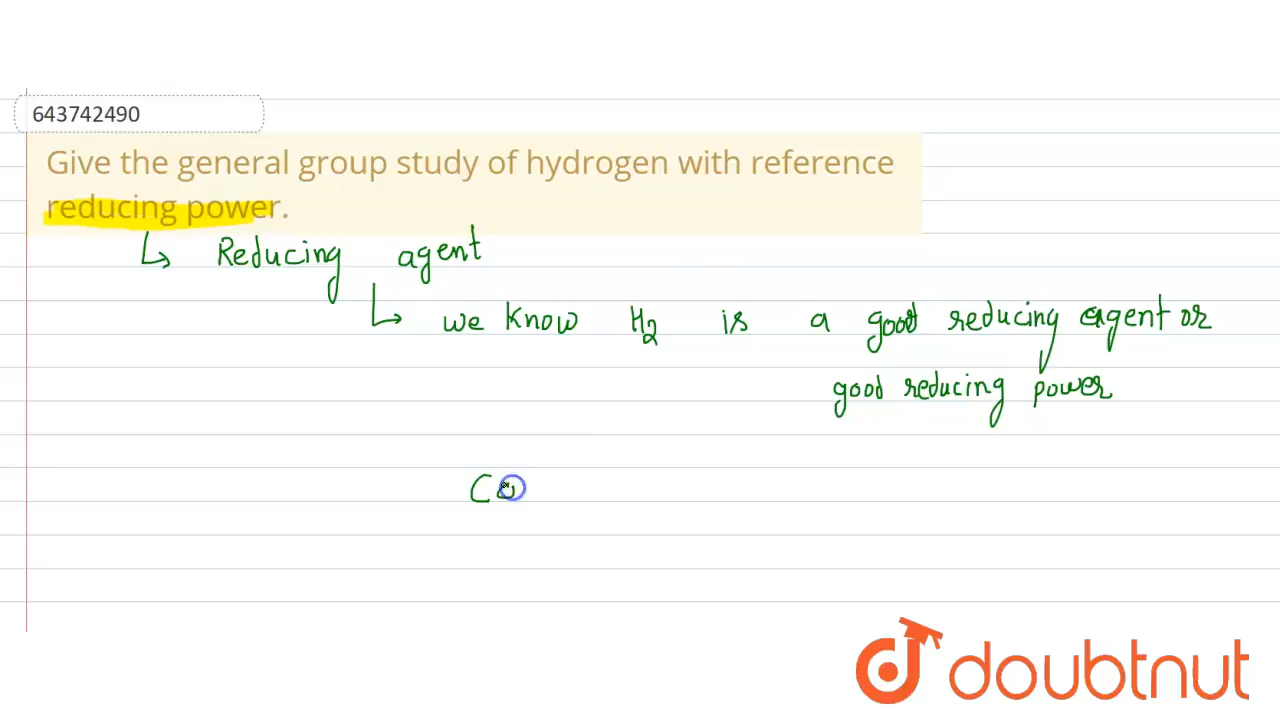 643742490
Give the general group study of hydrogen with reference
reducing power.
Reducing agent
we know H2 is a good reducing agent or
good reducing power
Co
doubtnut